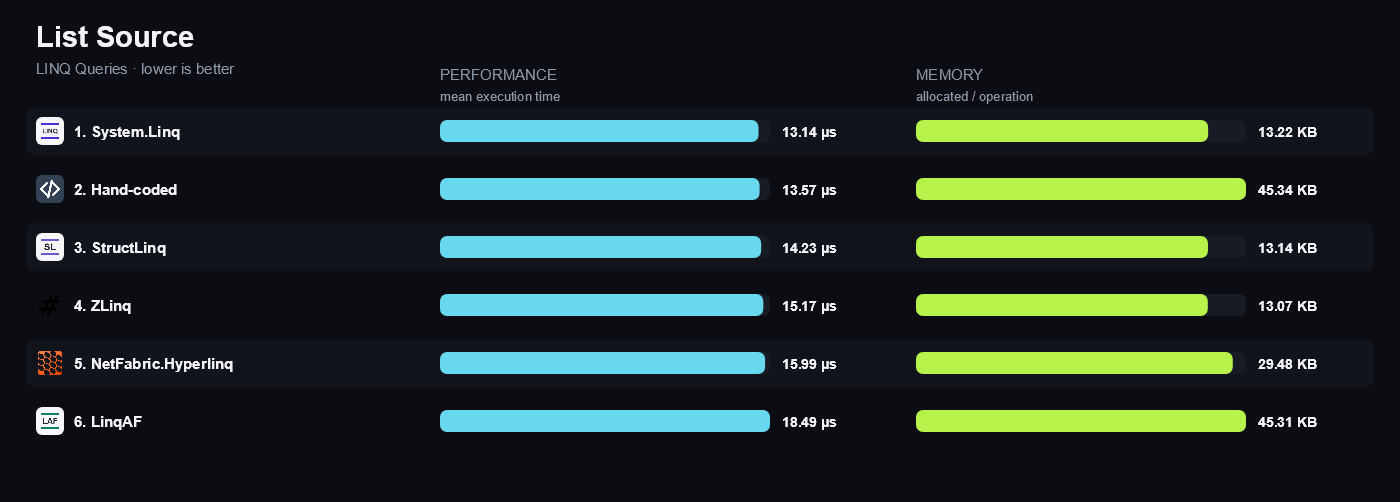 List Source
LINQ Queries · lower is better
PERFORMANCE
mean execution time
MEMORY
allocated / operation
LINQ 1. System.Linq 13.14 µs 13.22 KB
2. Hand-coded 13.57 µs 45.34 KB
SL 3. StructLinq 14.23 µs 13.14 KB
# 4. ZLinq 15.17 µs 13.07 KB
5. NetFabric.Hyperlinq 15.99 µs 29.48 KB
LAF 6. LinqAF 18.49 µs 45.31 KB